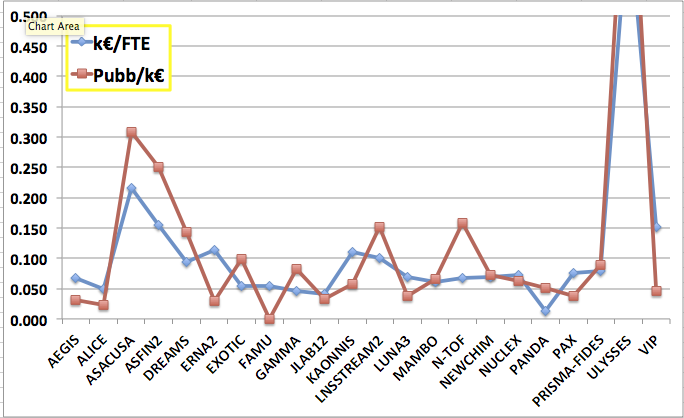 0.500
Chart Area
0.450
k€/FTE
0.400
Pubb/k€
0.350
0.300
0.250
0.200
0.150
0.100
0.050
0.000
AEGIS
ALICE
ASACUSA
ASFIN2
DREAMS
ERNA2
EXOTIC
FAMU
GAMMA
JLAB12
KAONNIS
LNSSTREAM2
LUNA3
MAMBO
N-TOF
NEWCHIM
NUCLEX
PANDA
PAX
PRISMA-FIDES
ULYSSES
VIP